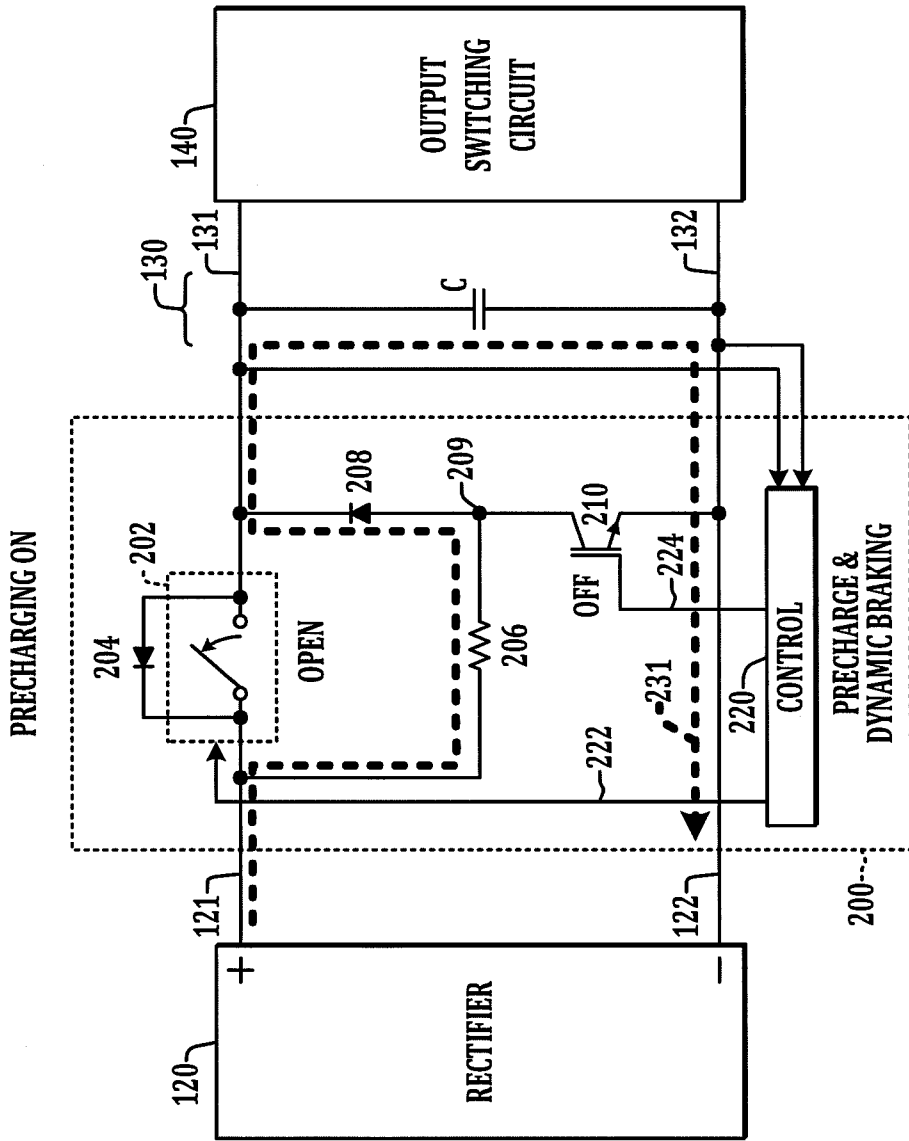 PRECHARGING ON
130
140
120
RECTIFIER
+
−
121
122
204
202
OPEN
131
132
C
OUTPUT
SWITCHING
CIRCUIT
208
209
206
210
OFF
224
231
222
220
CONTROL
PRECHARGE &
DYNAMIC BRAKING
200